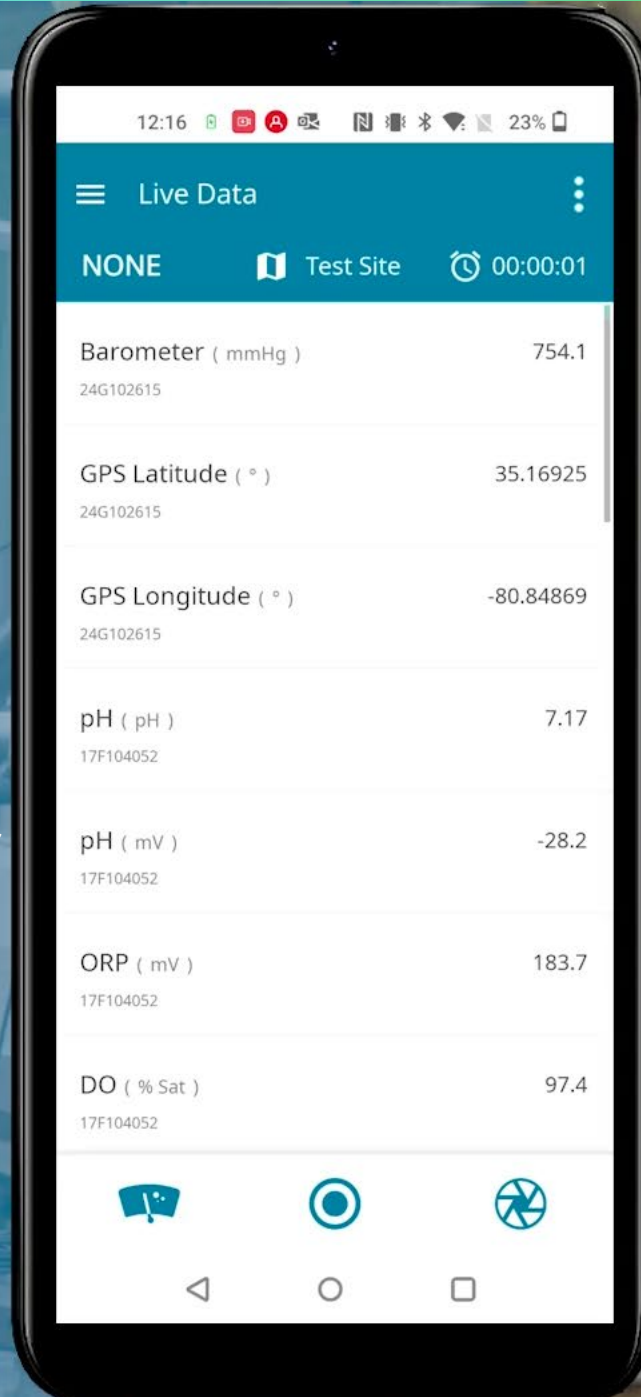 12:16 23%
Live Data
NONE Test Site 00:00:01
Barometer ( mmHg ) 754.1
24G102615
GPS Latitude ( ° ) 35.16925
24G102615
GPS Longitude ( ° ) -80.84869
24G102615
pH ( pH ) 7.17
17F104052
pH ( mV ) -28.2
17F104052
ORP ( mV ) 183.7
17F104052
DO ( % Sat ) 97.4
17F104052